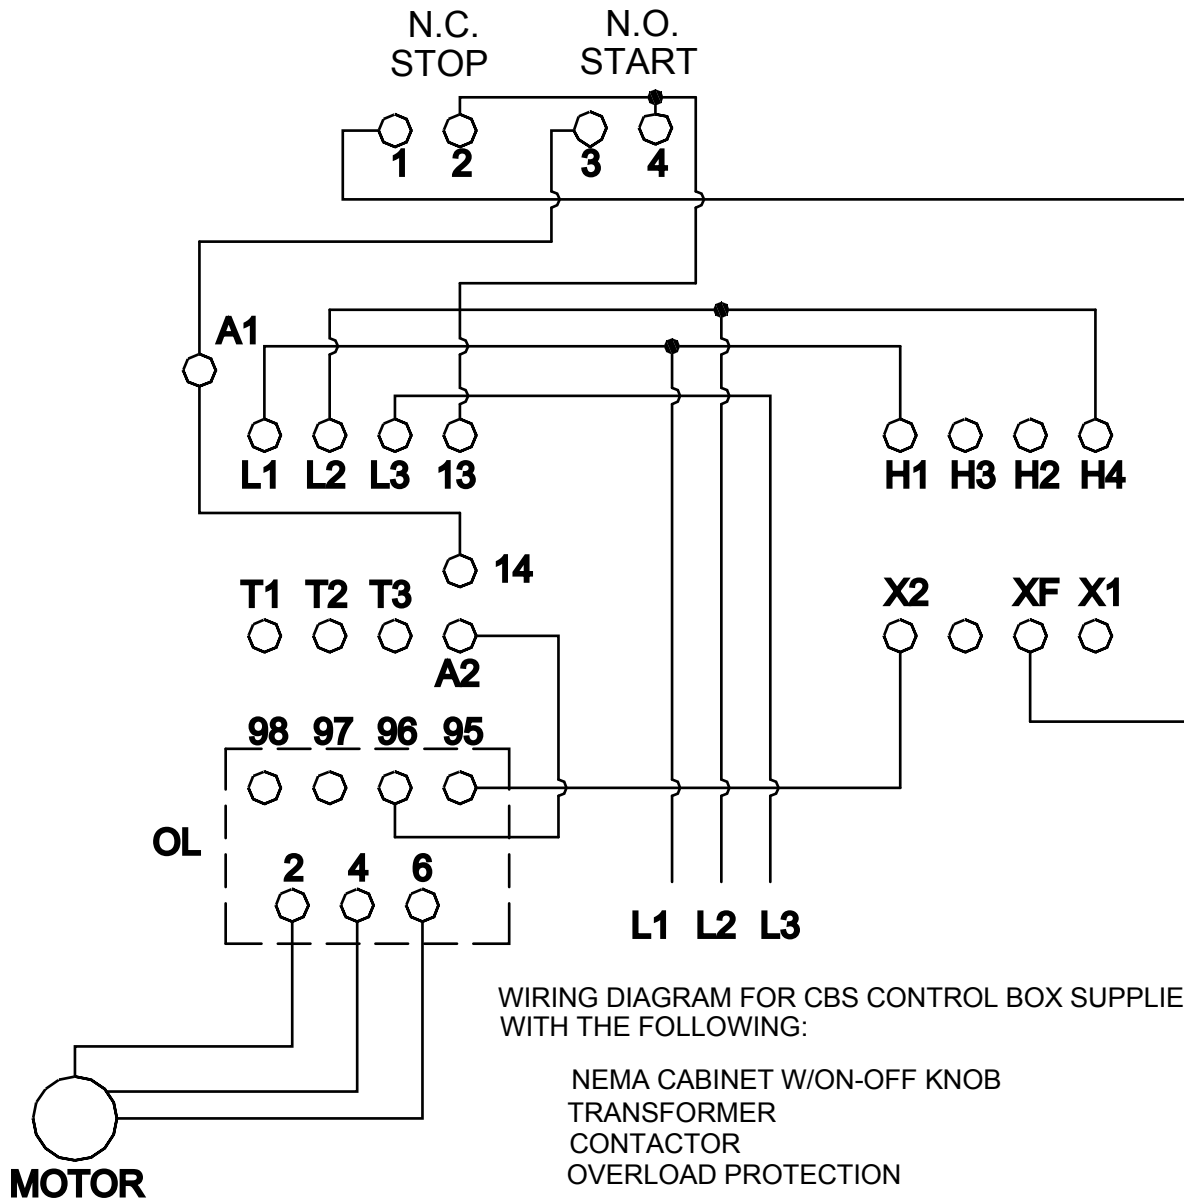 N.C. N.O.
STOP START
1 2 3 4
A1
L1 L2 L3 13 H1 H3 H2 H4
14
T1 T2 T3 X2 XF X1
A2
98 97 96 95
OL
2 4 6
L1 L2 L3
WIRING DIAGRAM FOR CBS CONTROL BOX SUPPLIE
WITH THE FOLLOWING:
NEMA CABINET W/ON-OFF KNOB
TRANSFORMER
CONTACTOR
OVERLOAD PROTECTION
MOTOR